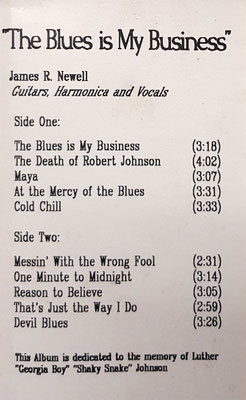 "The Blues is My Business"
James R. Newell
Guitars, Harmonica and Vocals
Side One:
The Blues is My Business (3:18)
The Death of Robert Johnson (4:02)
Maya (3:07)
At the Mercy of the Blues (3:31)
Cold Chill (3:33)
Side Two:
Messin' With the Wrong Fool (2:31)
One Minute to Midnight (3:14)
Reason to Believe (3:05)
That's Just the Way I Do (2:59)
Devil Blues (3:26)
This Album is dedicated to the memory of Luther
"Georgia Boy" "Shaky Snake" Johnson